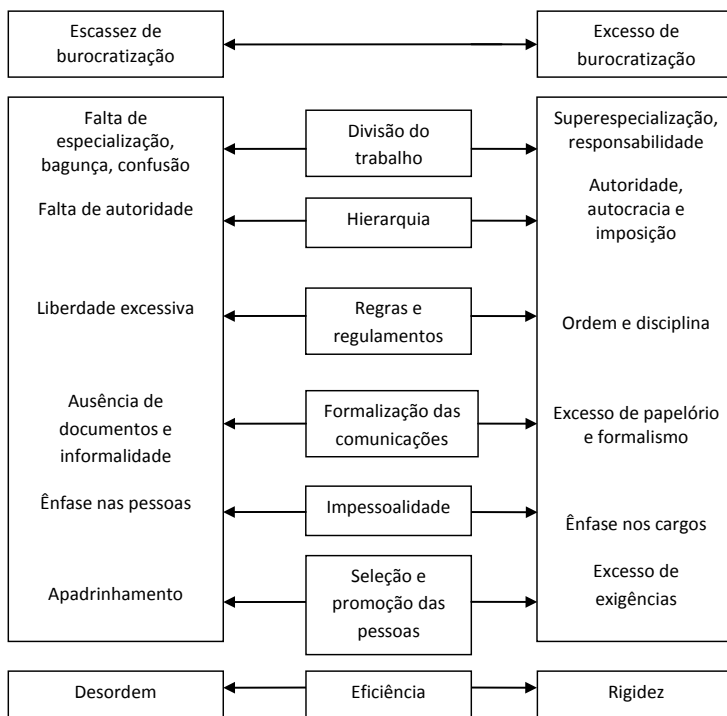 Escassez de
burocratização
Excesso de
burocratização
Falta de
especialização,
bagunça, confusão
Divisão do
trabalho
Superespecialização,
responsabilidade
Falta de autoridade
Hierarquia
Autoridade,
autocracia e
imposição
Liberdade excessiva
Regras e
regulamentos
Ordem e disciplina
Ausência de
documentos e
informalidade
Formalização das
comunicações
Excesso de papelório
e formalismo
Ênfase nas pessoas
Impessoalidade
Ênfase nos cargos
Apadrinhamento
Seleção e
promoção das
pessoas
Excesso de
exigências
Desordem
Eficiência
Rigidez